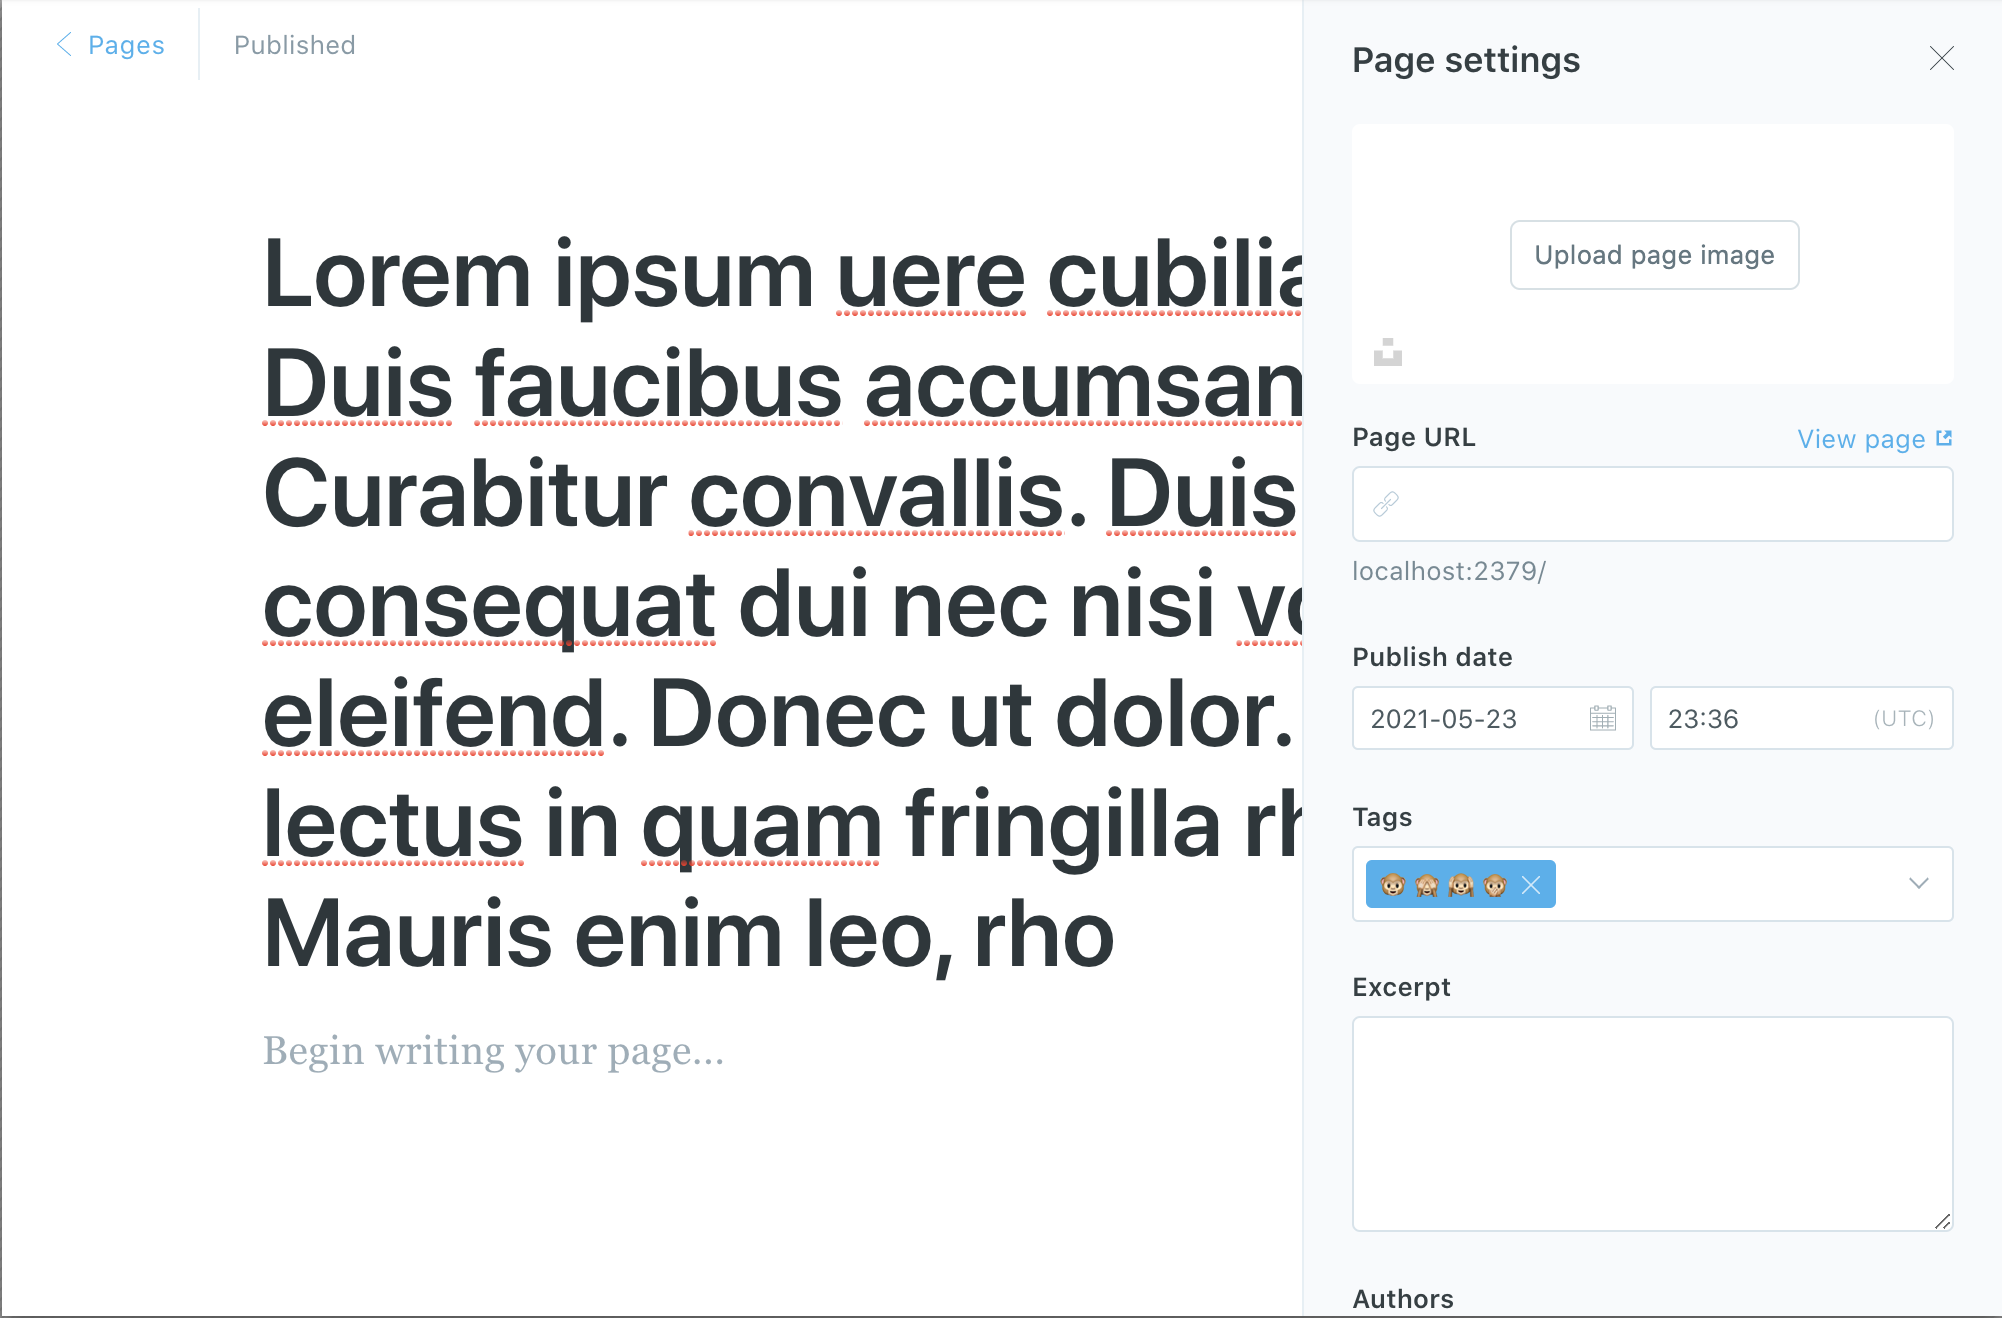 Pages
Published
Lorem ipsum uere cubilia
Duis faucibus accumsan
Curabitur convallis. Duis
consequat dui nec nisi
eleifend. Donec ut dolor.
lectus in quam fringilla
Mauris enim leo, rho
Begin writing your page...
Page settings
Upload page image
Page URL
View page
localhost:2379/
Publish date
2021-05-23
23:36
(UTC)
Tags
🐵🙈🙉🙊
Excerpt
Authors